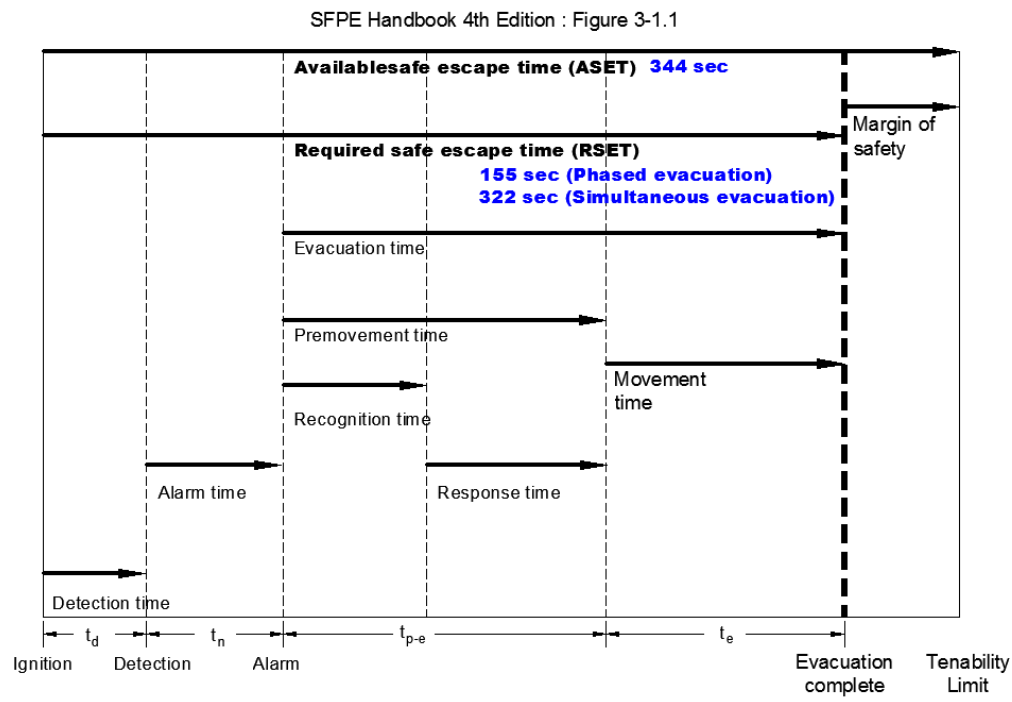 SFPE Handbook 4th Edition : Figure 3-1.1
Availablesafe escape time (ASET) 344 sec
Margin of
safety
Required safe escape time (RSET)
155 sec (Phased evacuation)
322 sec (Simultaneous evacuation)
Evacuation time
Premovement time
Movement
time
Recognition time
Alarm time
Response time
Detection time
td
tn
tp-e
te
Ignition
Detection
Alarm
Evacuation
complete
Tenability
Limit